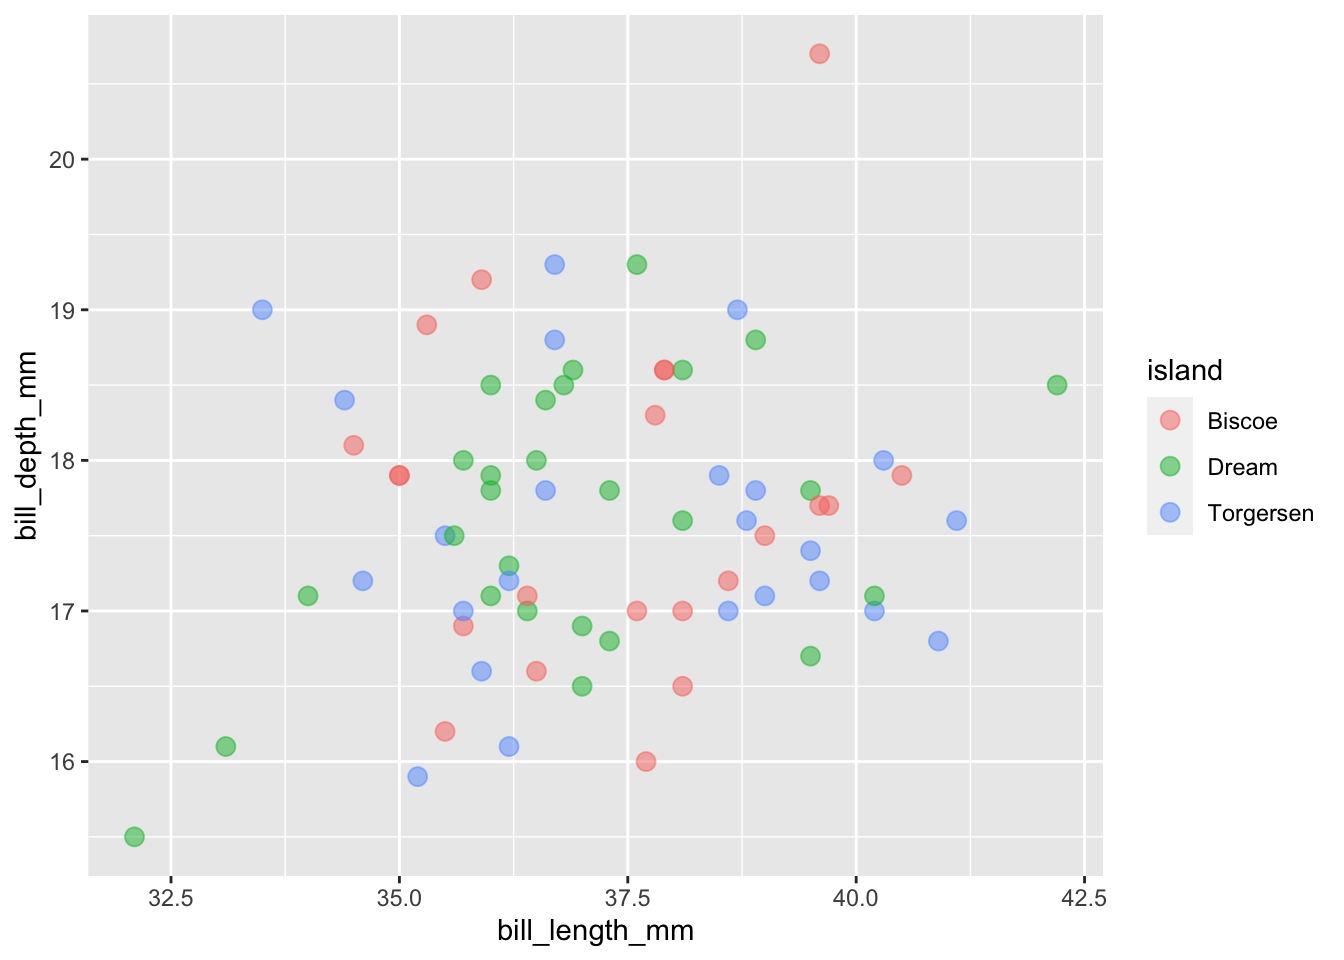 20
19
18
17
16
bill_depth_mm
32.5 35.0 37.5 40.0 42.5
bill_length_mm
island
Biscoe
Dream
Torgersen